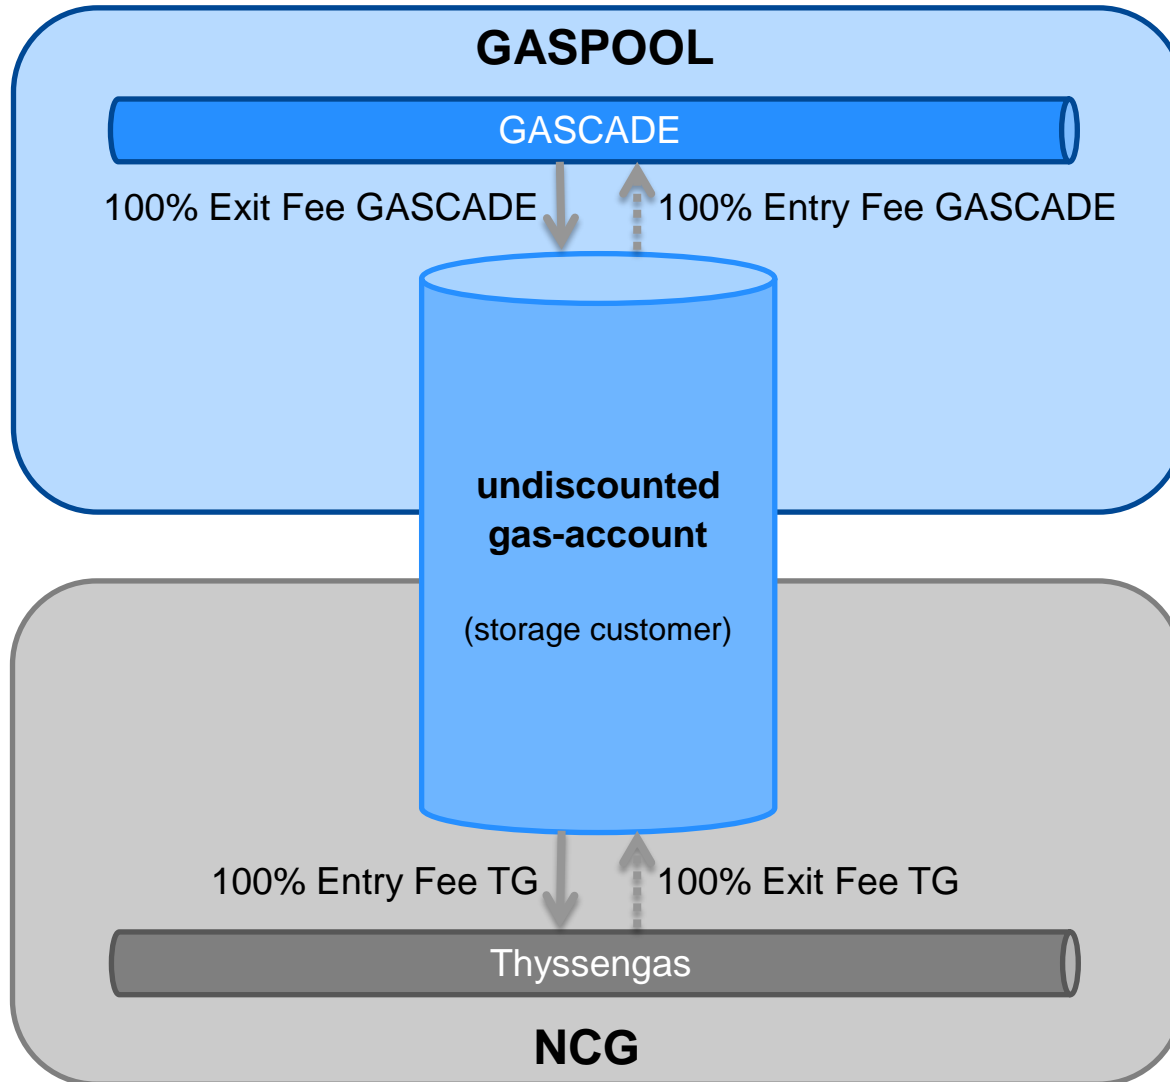 GASPOOL
GASCADE
100% Exit Fee GASCADE
100% Entry Fee GASCADE
undiscounted
gas-account
(storage customer)
100% Entry Fee TG
100% Exit Fee TG
Thyssengas
NCG